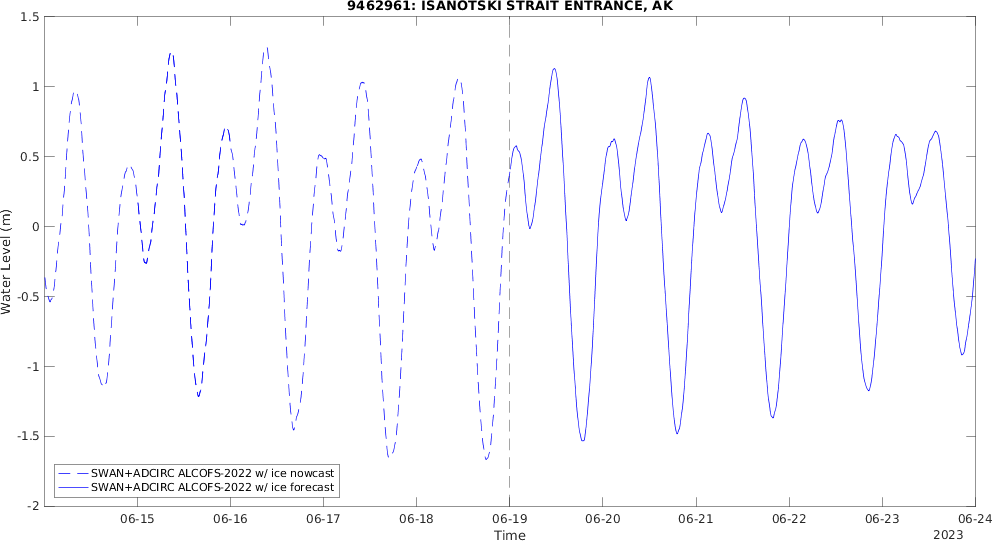 9462961: ISANOTSKI STRAIT ENTRANCE, AK
1.5
1
0.5
0
-0.5
-1
-1.5
-2
Water Level (m)
SWAN+ADCIRC ALCOFS-2022 w/ ice nowcast
SWAN+ADCIRC ALCOFS-2022 w/ ice forecast
06-15 06-16 06-17 06-18 06-19 06-20 06-21 06-22 06-23 06-24
Time
2023